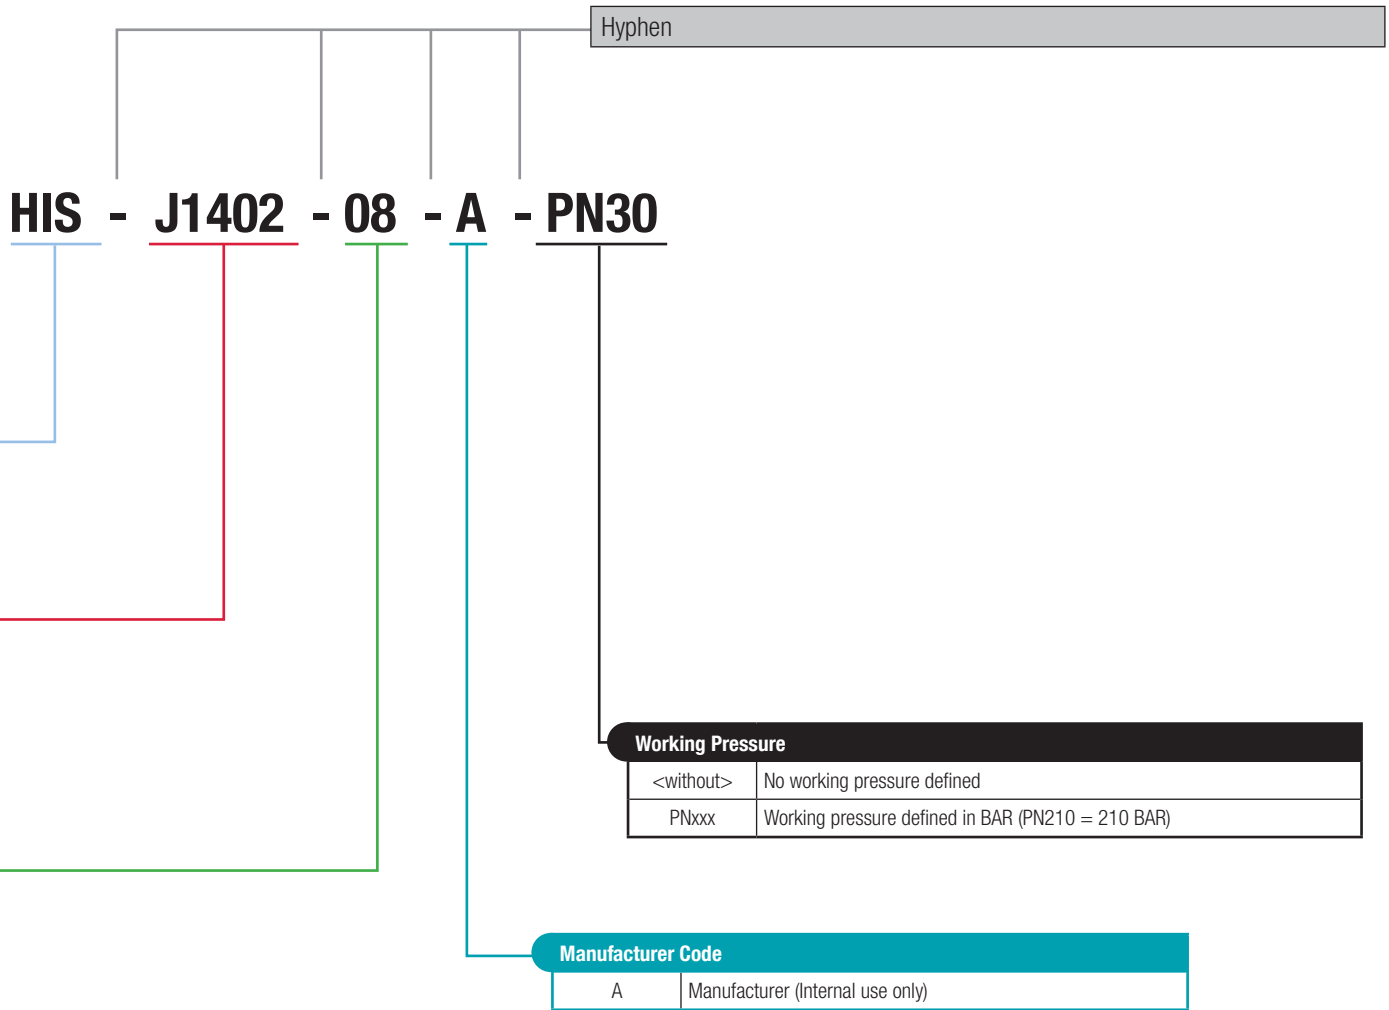 Hyphen
HIS - J1402 - 08 - A - PN30
Working Pressure
<without> No working pressure defined
PNxxx Working pressure defined in BAR (PN210 = 210 BAR)
Manufacturer Code
A Manufacturer (Internal use only)